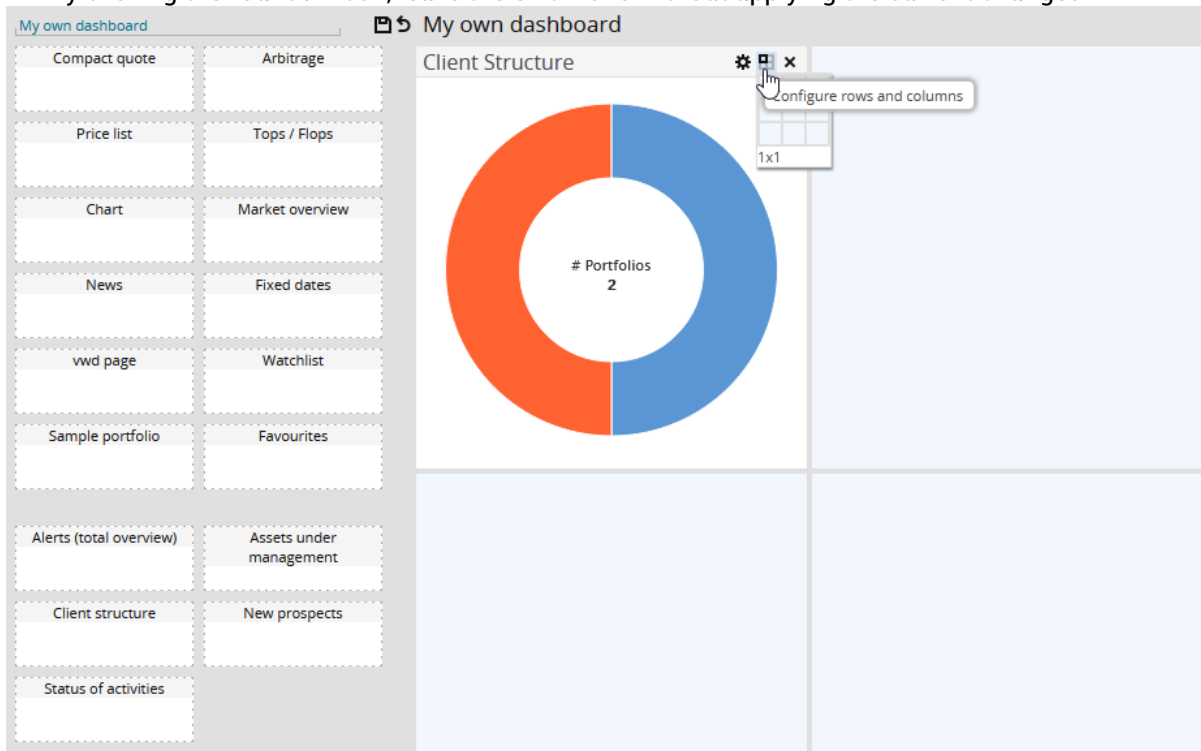 My own dashboard
My own dashboard
Compact quote
Arbitrage
Price list
Tops / Flops
Chart
Market overview
News
Fixed dates
vwd page
Watchlist
Sample portfolio
Favourites
Alerts (total overview)
Assets under
management
Client structure
New prospects
Status of activities
Client Structure
Configure rows and columns
1x1
# Portfolios
2